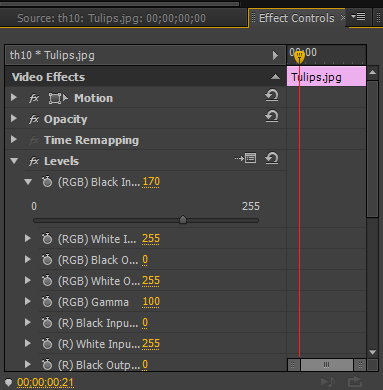 Source: th10: Tulips.jpg: 00;00;00;00 Effect Controls ×
th10 * Tulips.jpg 00;00
Video Effects Tulips.jpg
fx Motion
fx Opacity
fx Time Remapping
fx Levels
(RGB) Black In... 170
0 255
(RGB) White I... 255
(RGB) Black O... 0
(RGB) White O... 255
(RGB) Gamma 100
(R) Black Inpu... 0
(R) White Inpu... 255
(R) Black Outp... 0
00;00;00;21